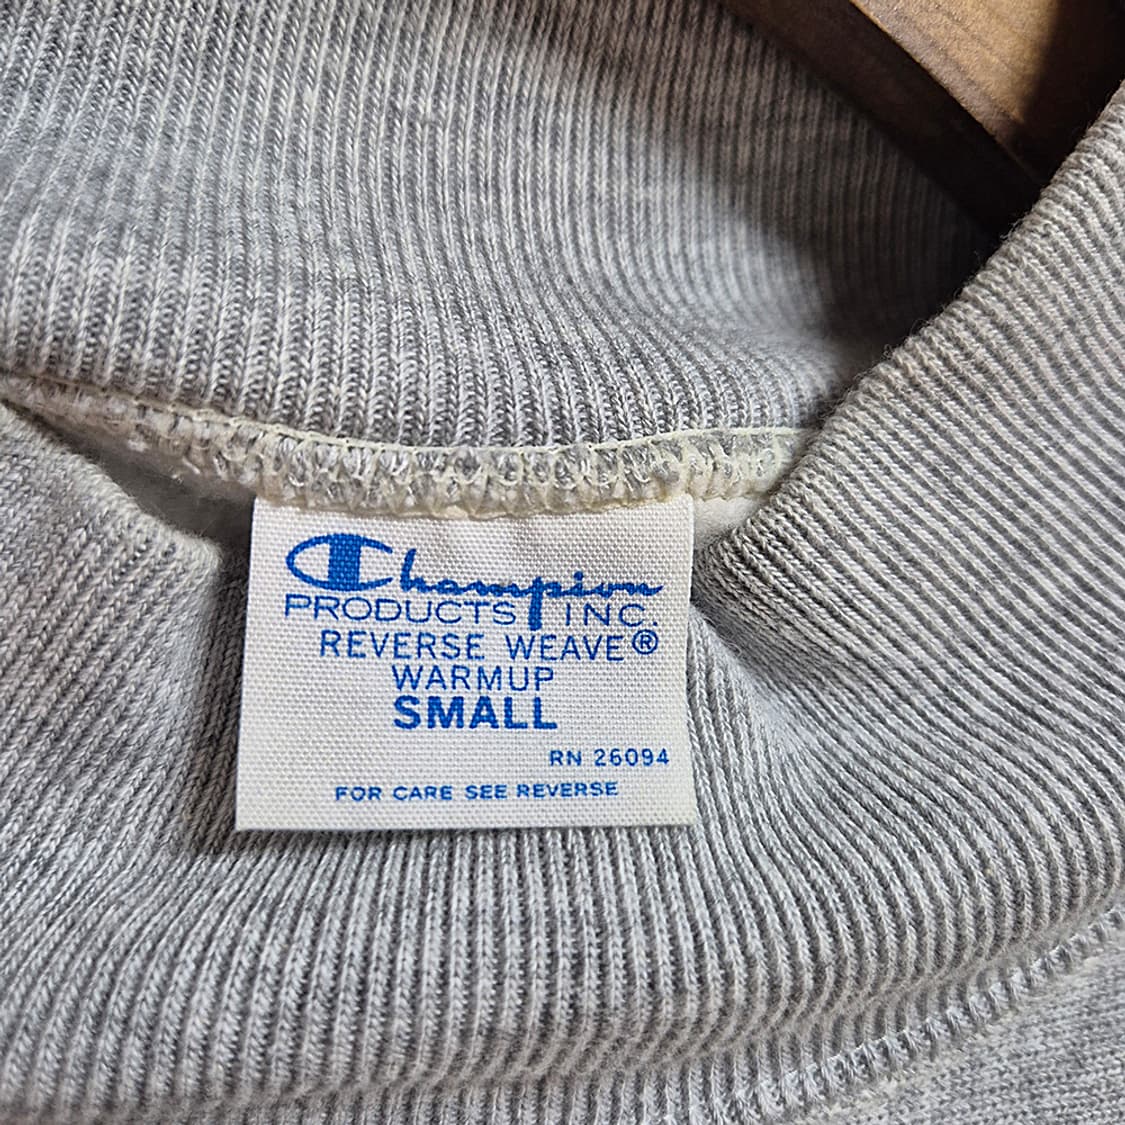 Champion
PRODUCTS INC.
REVERSE WEAVE®
WARMUP
SMALL
RN 26094
FOR CARE SEE REVERSE